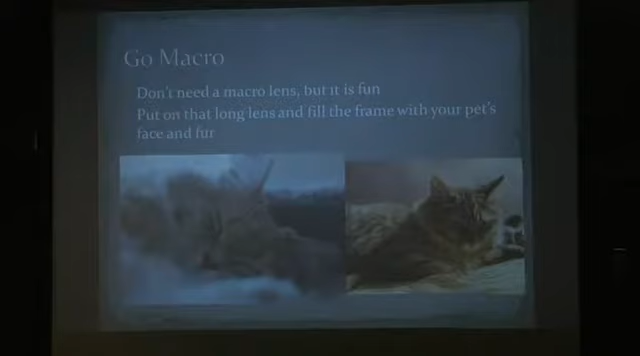 Go Macro
Don't need a macro lens, but it is fun
Put on that long lens and fill the frame with your pet's
face and fur